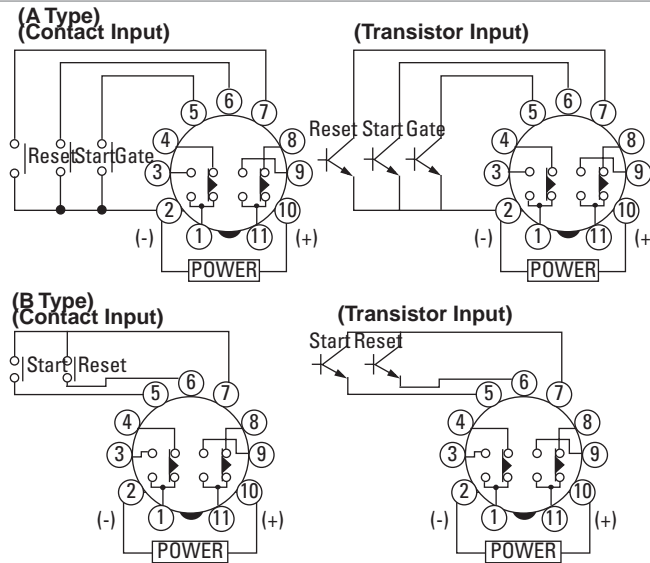 (A Type)
(Contact Input)
(Transistor Input)
5 6 7
5 6 7
4 8
4 8
Reset Start Gate
Reset Start Gate
3 9
3 9
2 10
2 10
(-) 1 11 (+)
(-) 1 11 (+)
POWER
POWER
(B Type)
(Contact Input)
(Transistor Input)
Start Reset
Start Reset
5 6 7
5 6 7
4 8
4 8
3 9
3 9
2 10
2 10
(-) 1 11 (+)
(-) 1 11 (+)
POWER
POWER